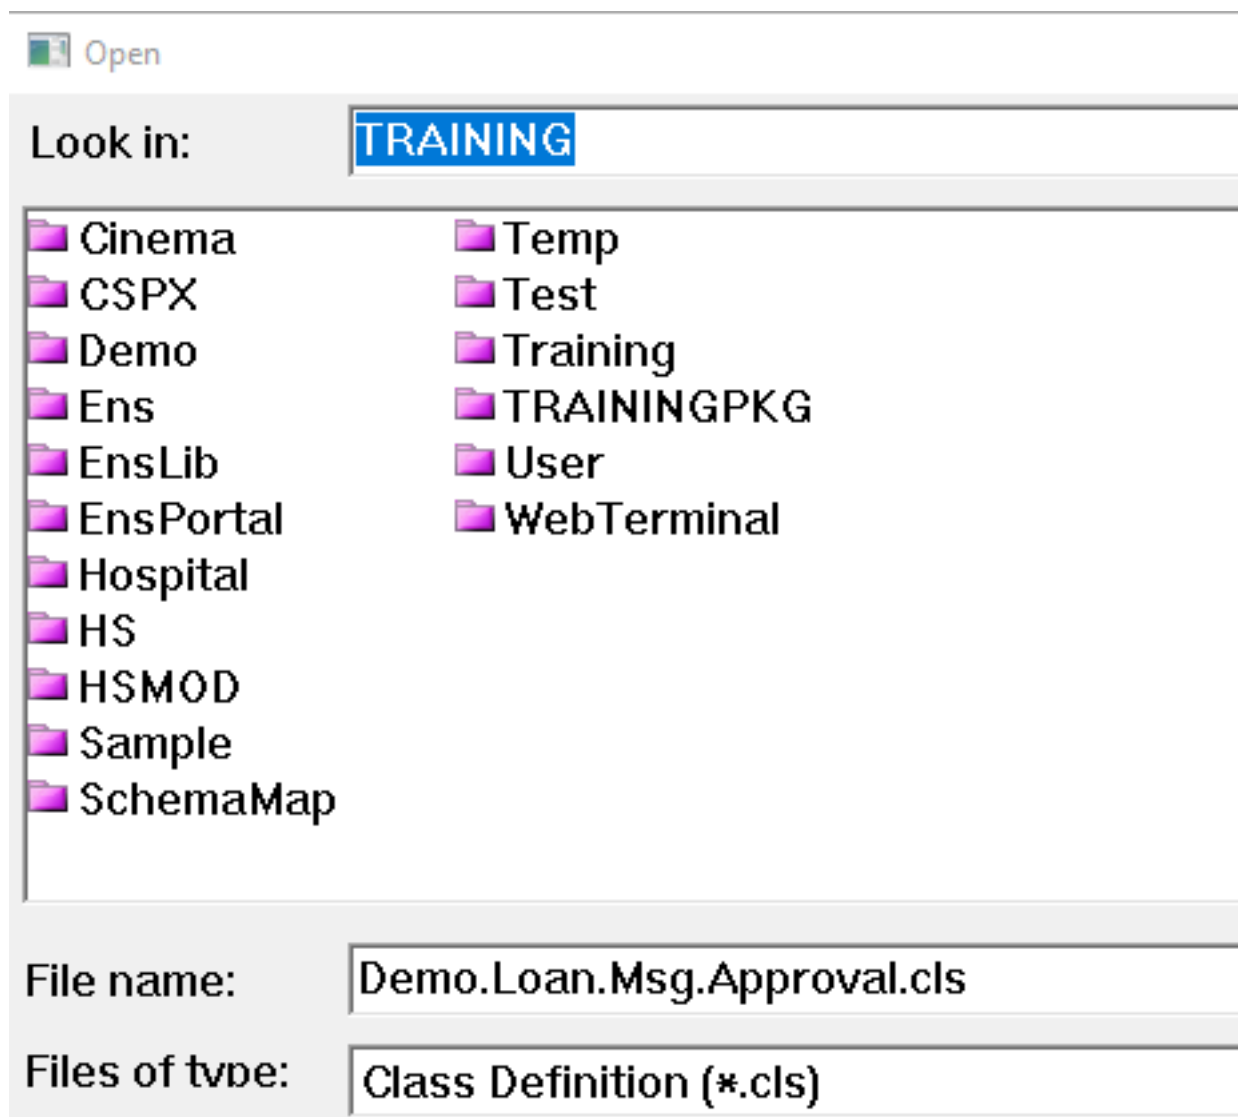 Open
Look in: TRAINING
Cinema
CSPX
Demo
Ens
EnsLib
EnsPortal
Hospital
HS
HSMOD
Sample
SchemaMap
Temp
Test
Training
TRAININGPKG
User
WebTerminal
File name: Demo.Loan.Msg.Approval.cls
Files of type: Class Definition (*.cls)